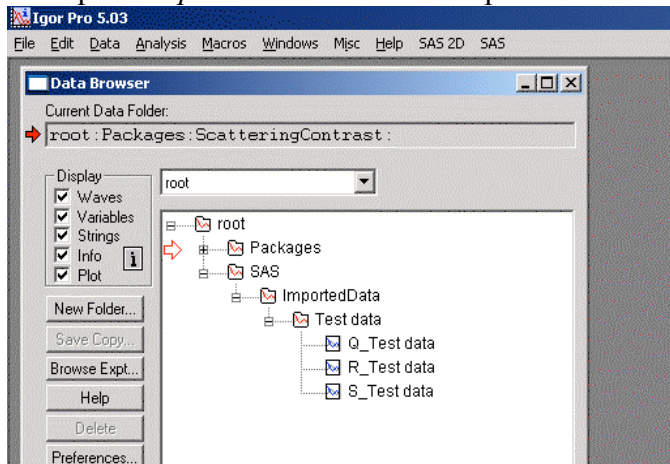 Igor Pro 5.03
File Edit Data Analysis Macros Windows Misc Help SAS 2D SAS
Data Browser
Current Data Folder:
root:Packages:ScatteringContrast:
Display
Waves
Variables
Strings
Info
i
Plot
New Folder...
Save Copy...
Browse Expt...
Help
Delete
Preferences...
root
root
Packages
SAS
ImportedData
Test data
Q_Test data
R_Test data
S_Test data